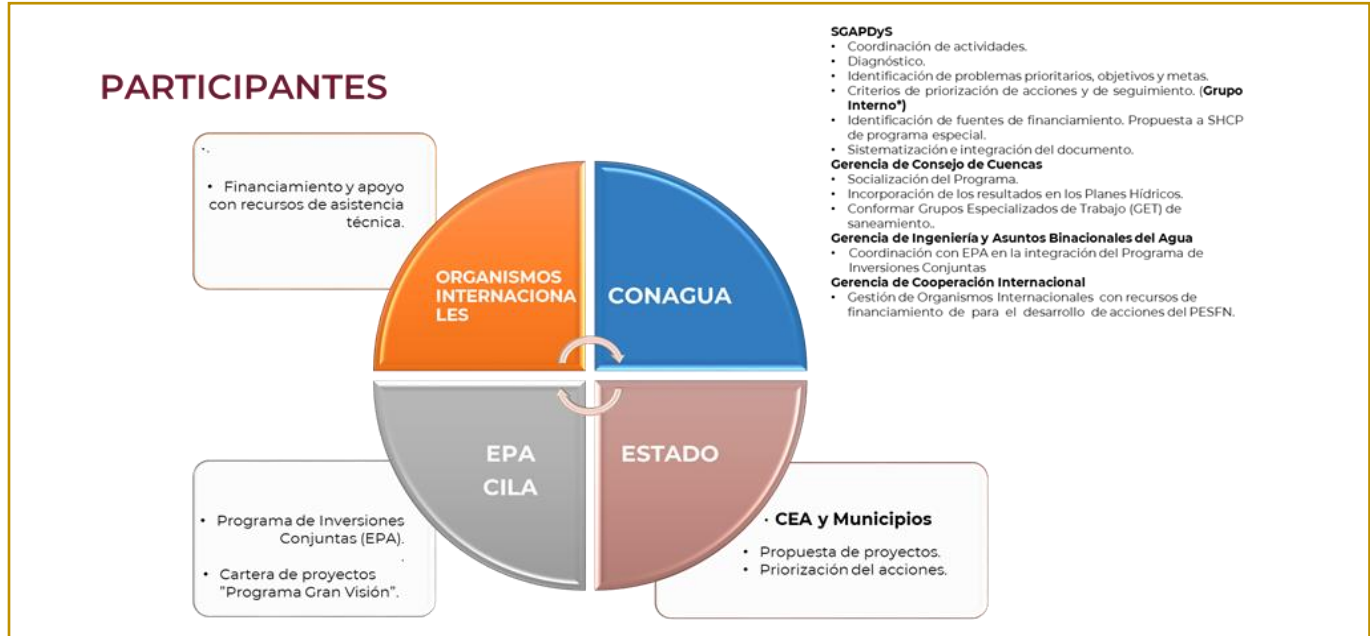 PARTICIPANTES
SGAPDyS
• Coordinación de actividades.
• Diagnóstico.
• Identificación de problemas prioritarios, objetivos y metas.
• Criterios de priorización de acciones y de seguimiento. (Grupo
Interno*)
• Identificación de fuentes de financiamiento. Propuesta a SHCP
de programa especial.
• Sistematización e integración del documento.
Gerencia de Consejo de Cuencas
• Socialización del Programa.
• Incorporación de los resultados en los Planes Hídricos.
• Conformar Grupos Especializados de Trabajo (GET) de
saneamiento..
Gerencia de Ingeniería y Asuntos Binacionales del Agua
• Coordinación con EPA en la integración del Programa de
Inversiones Conjuntas
Gerencia de Cooperación Internacional
• Gestión de Organismos Internacionales con recursos de
financiamiento de para el desarrollo de acciones del PESFN.
•.
• Financiamiento y apoyo
con recursos de asistencia
técnica.
ORGANISMOS
INTERNACIONA
LES
CONAGUA
EPA
CILA
ESTADO
• Programa de Inversiones
Conjuntas (EPA).
.
• Cartera de proyectos
"Programa Gran Visión".
• CEA y Municipios
• Propuesta de proyectos.
• Priorización del acciones.